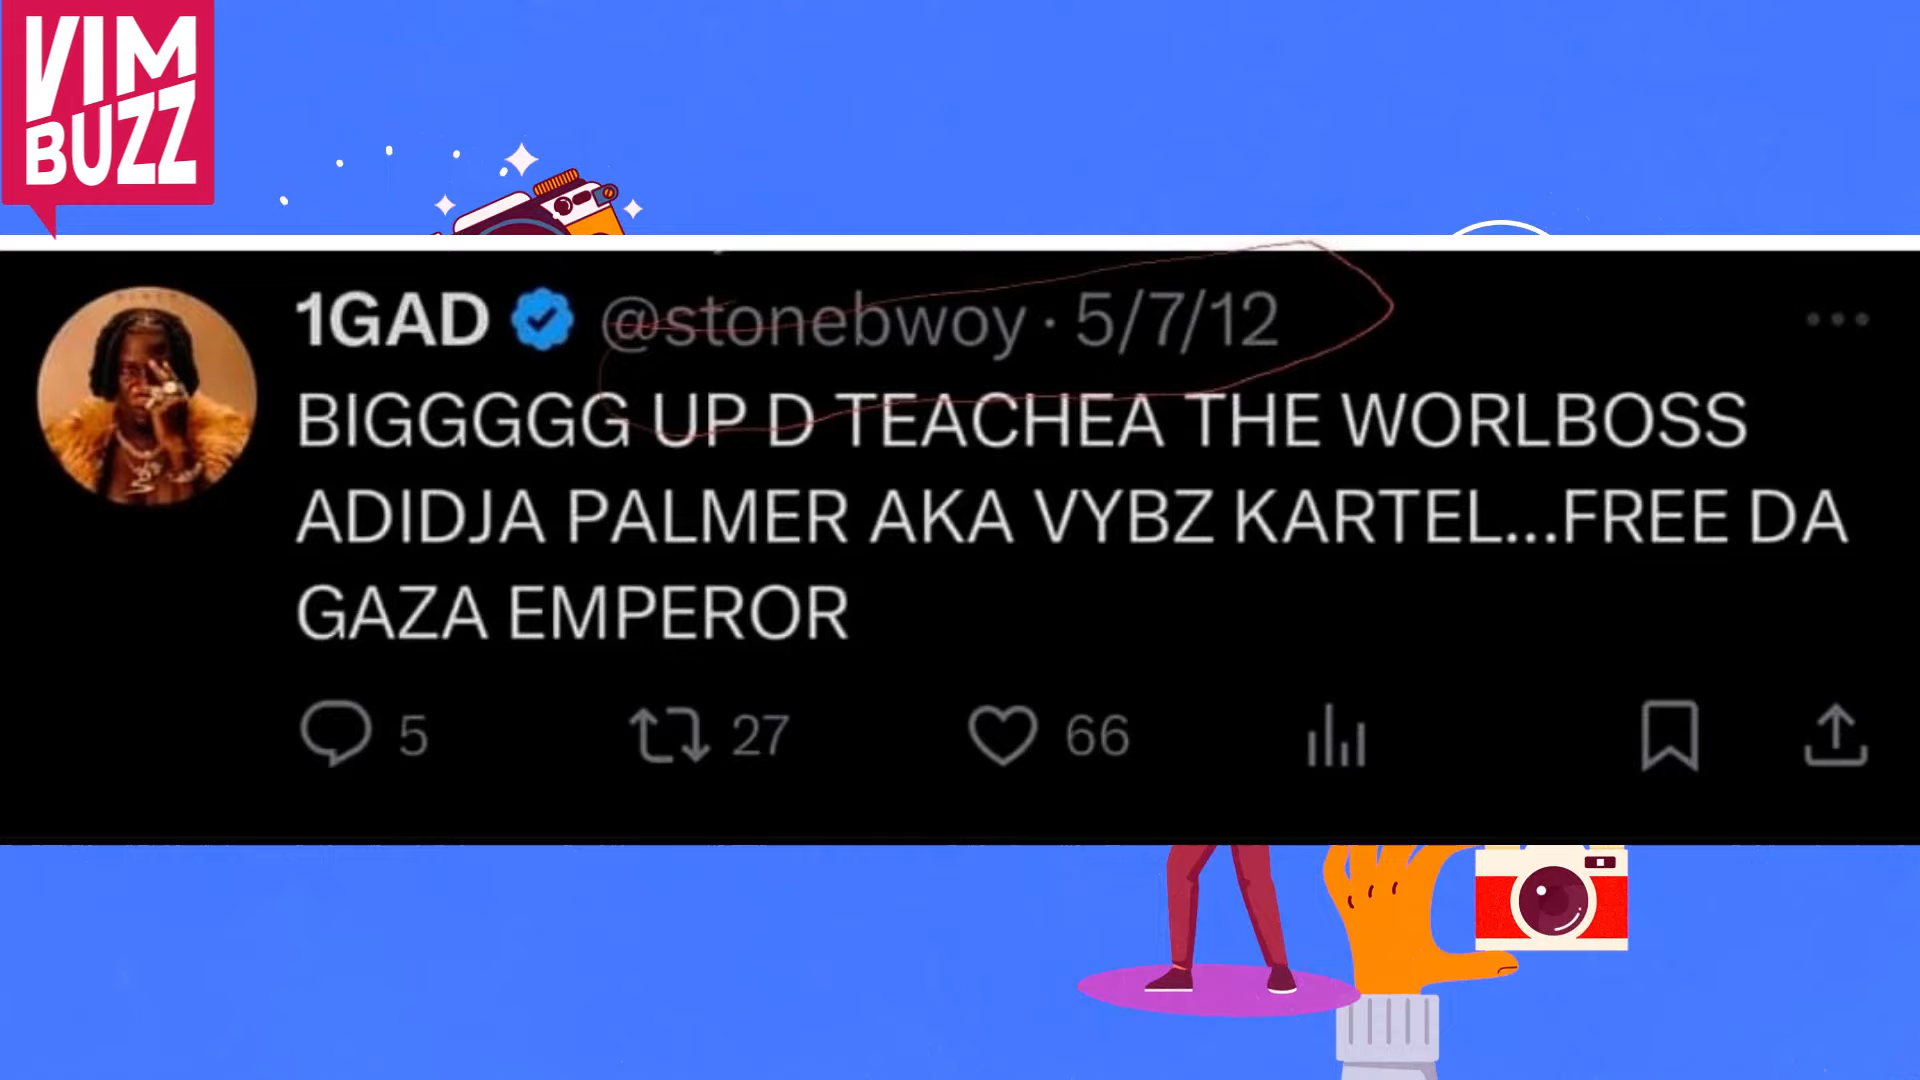 VIM
BUZZ
1GAD @stonebwoy · 5/7/12
BIGGGGG UP D TEACHEA THE WORLBOSS
ADIDJA PALMER AKA VYBZ KARTEL...FREE DA
GAZA EMPEROR
5 27 66